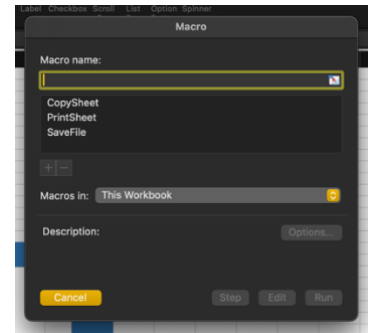 Label Checkbox Scroll List Option Spinner
Macro
Macro name:
CopySheet
PrintSheet
SaveFile
Macros in: This Workbook
Description:
Options...
Cancel Step Edit Run